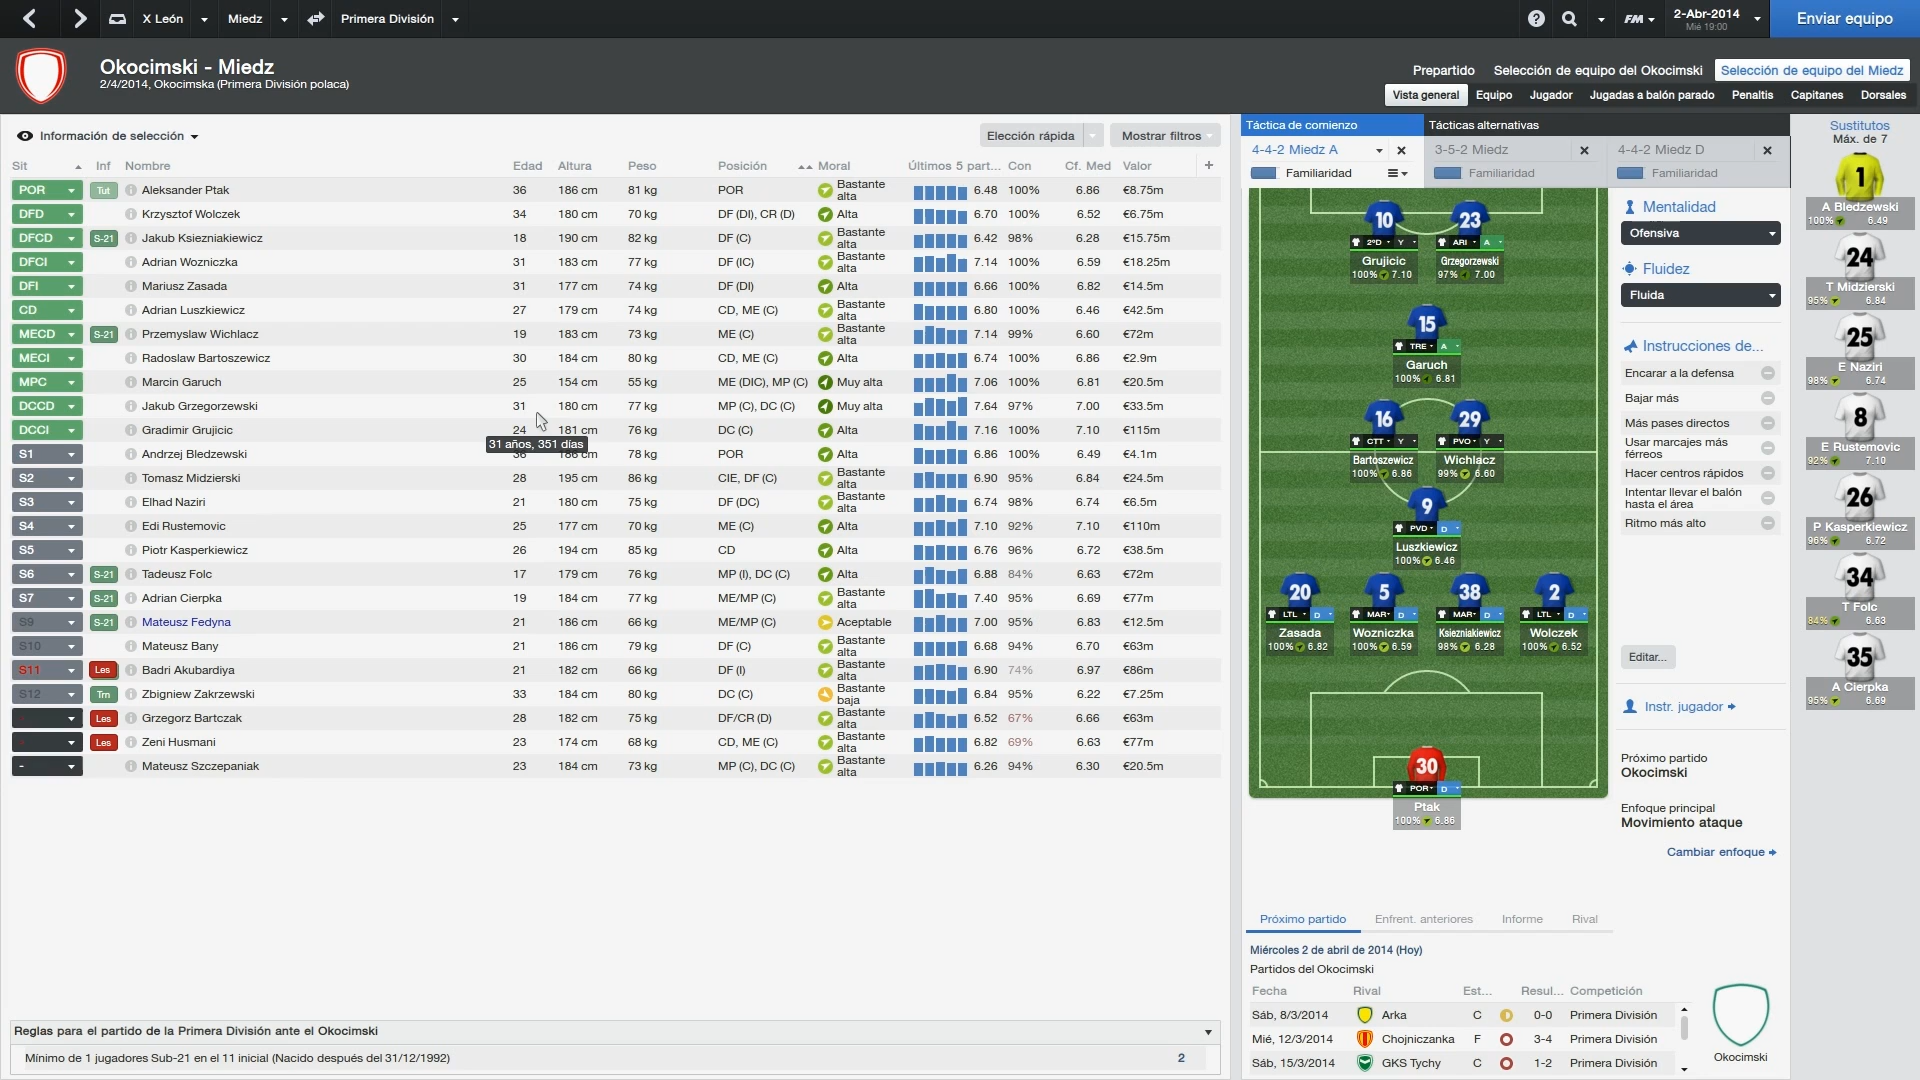 X León Miedz Primera División
FM 2-Abr-2014
Mié 19:00
Enviar equipo
Okocimski - Miedz
2/4/2014, Okocimska (Primera División polaca)
Prepartido Selección de equipo del Okocimski Selección de equipo del Miedz
Vista general Equipo Jugador Jugadas a balón parado Penaltis Capitanes Dorsales
Información de selección Elección rápida Mostrar filtros
Sit Inf Nombre Edad Altura Peso Posición Moral Últimos 5 part... Con Cf. Med Valor +
POR Tut Aleksander Ptak 36 186 cm 81 kg POR Bastante alta 6.48 100% 6.86 €8.75m
DFD Krzysztof Wolczek 34 180 cm 70 kg DF (DI), CR (D) Alta 6.70 100% 6.52 €6.75m
DFCD S-21 Jakub Ksiezniakiewicz 18 190 cm 82 kg DF (C) Bastante alta 6.42 98% 6.28 €15.75m
DFCI Adrian Wozniczka 31 183 cm 77 kg DF (IC) Bastante alta 7.14 100% 6.59 €18.25m
DFI Mariusz Zasada 31 177 cm 74 kg DF (DI) Alta 6.66 100% 6.82 €14.5m
CD Adrian Luszkiewicz 27 179 cm 74 kg CD, ME (C) Bastante alta 6.80 100% 6.46 €42.5m
MECD S-21 Przemyslaw Wichlacz 19 183 cm 73 kg ME (C) Bastante alta 7.14 99% 6.60 €72m
MECI Radoslaw Bartoszewicz 30 184 cm 80 kg CD, ME (C) Alta 6.74 100% 6.86 €2.9m
MPC Marcin Garuch 25 154 cm 55 kg ME (DIC), MP (C) Muy alta 7.06 100% 6.81 €20.5m
DCCD Jakub Grzegorzewski 31 180 cm 77 kg MP (C), DC (C) Muy alta 7.64 97% 7.00 €33.5m
DCCI Gradimir Grujicic 24 181 cm 76 kg DC (C) Alta 7.16 100% 7.10 €115m
31 años, 351 días
S1 Andrzej Bledzewski 36 186 cm 78 kg POR Alta 6.86 100% 6.49 €4.1m
S2 Tomasz Midzierski 28 195 cm 86 kg CIE, DF (C) Bastante alta 6.90 95% 6.84 €24.5m
S3 Elhad Naziri 21 180 cm 75 kg DF (DC) Bastante alta 6.74 98% 6.74 €6.5m
S4 Edi Rustemovic 25 177 cm 70 kg ME (C) Alta 7.10 92% 7.10 €110m
S5 Piotr Kasperkiewicz 26 194 cm 85 kg CD Alta 6.76 96% 6.72 €38.5m
S6 S-21 Tadeusz Folc 17 179 cm 76 kg MP (I), DC (C) Alta 6.88 84% 6.63 €72m
S7 S-21 Adrian Cierpka 19 184 cm 77 kg ME/MP (C) Bastante alta 7.40 95% 6.69 €77m
S9 S-21 Mateusz Fedyna 21 186 cm 66 kg ME/MP (C) Aceptable 7.00 95% 6.83 €12.5m
S10 Mateusz Bany 21 186 cm 79 kg DF (C) Bastante alta 6.68 94% 6.70 €63m
S11 Les Badri Akubardiya 21 182 cm 66 kg DF (I) Bastante alta 6.90 74% 6.97 €86m
S12 Trn Zbigniew Zakrzewski 33 184 cm 80 kg DC (C) Bastante baja 6.84 95% 6.22 €7.25m
Les Grzegorz Bartczak 28 182 cm 75 kg DF/CR (D) Bastante alta 6.52 67% 6.66 €63m
Les Zeni Husmani 23 174 cm 68 kg CD, ME (C) Bastante alta 6.82 69% 6.63 €77m
- Mateusz Szczepaniak 23 184 cm 73 kg MP (C), DC (C) Bastante alta 6.26 94% 6.30 €20.5m
Reglas para el partido de la Primera División ante el Okocimski
Mínimo de 1 jugadores Sub-21 en el 11 inicial (Nacido después del 31/12/1992) 2
Táctica de comienzo Tácticas alternativas
4-4-2 Miedz A 3-5-2 Miedz 4-4-2 Miedz D
Familiaridad Familiaridad Familiaridad
10 23
2ºD Y ARI A
Grujicic Grzegorzewski
100% 7.10 97% 7.00
15
TRE A
Garuch
100% 6.81
16 29
CTT Y PVO Y
Bartoszewicz Wichlacz
100% 6.86 99% 6.60
9
PVD D
Luszkiewicz
100% 6.46
20 5 38 2
LTL D MAR D MAR D LTL D
Zasada Wozniczka Ksiezniakiewicz Wolczek
100% 6.82 100% 6.59 98% 6.28 100% 6.52
30
POR D
Ptak
100% 6.86
Mentalidad
Ofensiva
Fluidez
Fluida
Instrucciones de...
Encarar a la defensa
Bajar más
Más pases directos
Usar marcajes más
férreos
Hacer centros rápidos
Intentar llevar el balón
hasta el área
Ritmo más alto
Editar...
Instr. jugador
Próximo partido
Okocimski
Enfoque principal
Movimiento ataque
Cambiar enfoque
Próximo partido Enfrent. anteriores Informe Rival
Miércoles 2 de abril de 2014 (Hoy)
Partidos del Okocimski
Fecha Rival Est... Resul... Competición
Sáb, 8/3/2014 Arka C 0-0 Primera División
Mié, 12/3/2014 Chojniczanka F 3-4 Primera División
Sáb, 15/3/2014 GKS Tychy C 1-2 Primera División
Okocimski
Sustitutos
Máx. de 7
1
A Bledzewski
100% 6.49
24
T Midzierski
95% 6.84
25
E Naziri
98% 6.74
8
E Rustemovic
92% 7.10
26
P Kasperkiewicz
96% 6.72
34
T Folc
84% 6.63
35
A Cierpka
95% 6.69